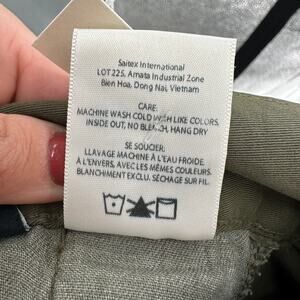 Saitex International
LOT 225, Amata Industrial Zone
Bien Hoa, Dong Nai, Vietnam
CARE:
MACHINE WASH COLD WITH LIKE COLORS,
INSIDE OUT, NO BLEACH, HANG DRY
SE SOUCIER:
LLAVAGE MACHINE À L'EAU FROIDE,
À L'ENVERS, AVEC LES MÊMES COULEURS.
BLANCHIMENT EXCLU. SÉCHAGE SUR FIL.